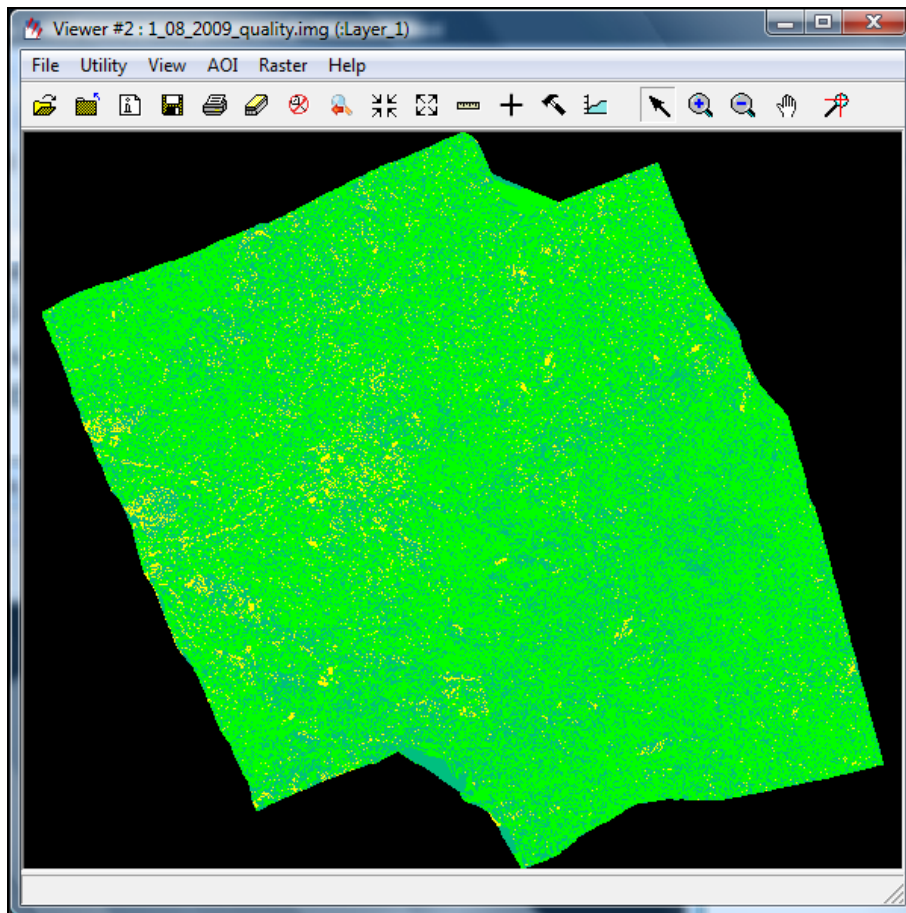 Viewer #2 : 1_08_2009_quality.img (:Layer_1)
File Utility View AOI Raster Help